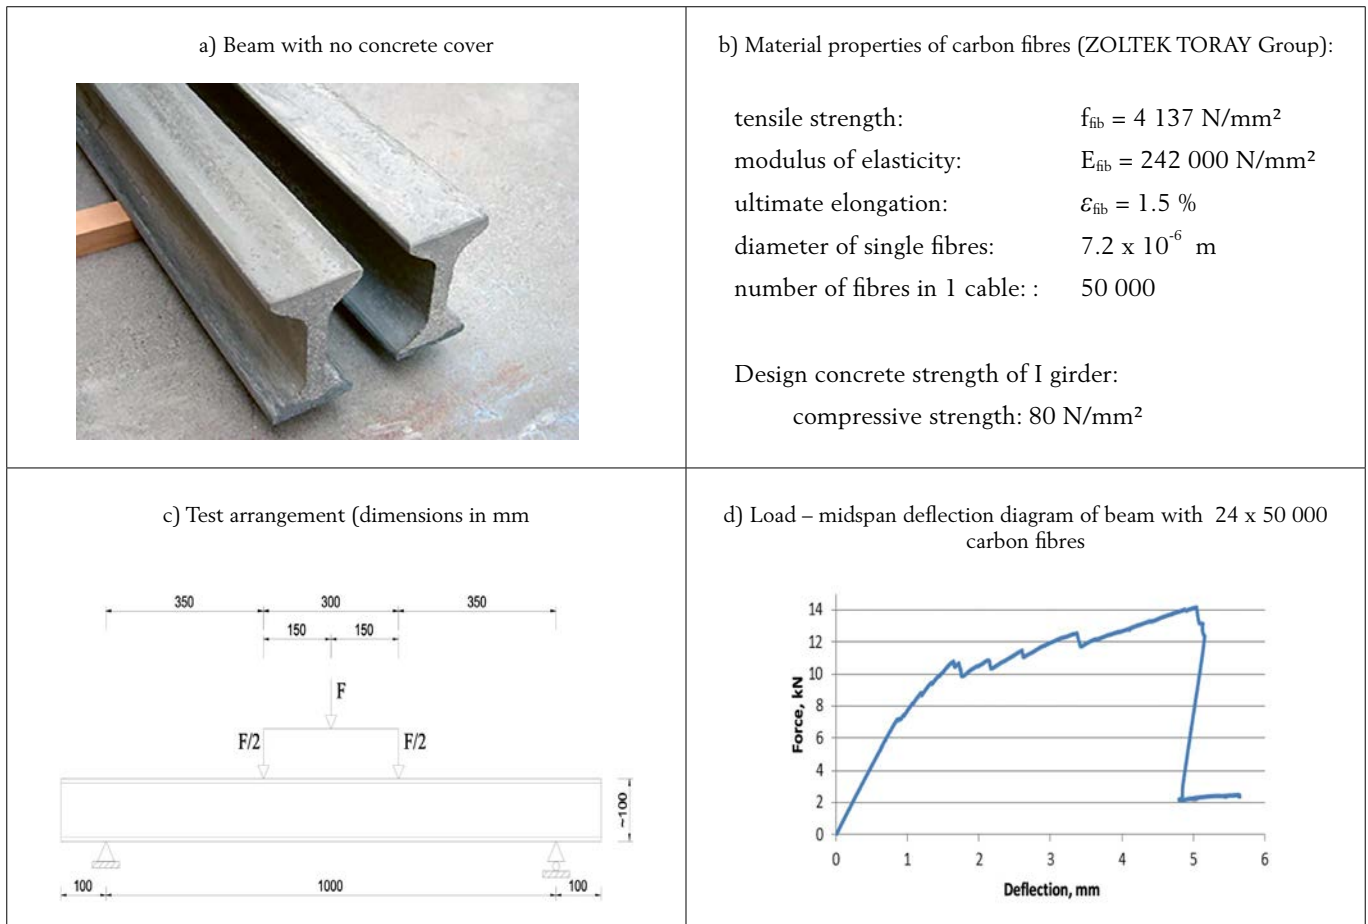 a) Beam with no concrete cover
b) Material properties of carbon fibres (ZOLTEK TORAY Group):
tensile strength: f_fib = 4 137 N/mm²
modulus of elasticity: E_fib = 242 000 N/mm²
ultimate elongation: ε_fib = 1.5 %
diameter of single fibres: 7.2 x 10⁻⁶ m
number of fibres in 1 cable: : 50 000
Design concrete strength of I girder:
compressive strength: 80 N/mm²
c) Test arrangement (dimensions in mm
350 300 350
150 150
F
F/2 F/2
~100
100 1000 100
d) Load – midspan deflection diagram of beam with 24 x 50 000
carbon fibres
Force, kN
14
12
10
8
6
4
2
0
0 1 2 3 4 5 6
Deflection, mm